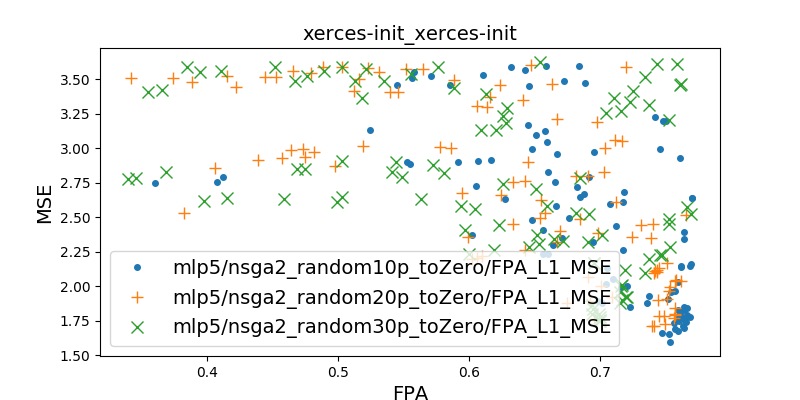 xerces-init_xerces-init
3.50
3.25
3.00
2.75
2.50
2.25
2.00
1.75
1.50
MSE
mlp5/nsga2_random10p_toZero/FPA_L1_MSE
mlp5/nsga2_random20p_toZero/FPA_L1_MSE
mlp5/nsga2_random30p_toZero/FPA_L1_MSE
0.4 0.5 0.6 0.7
FPA